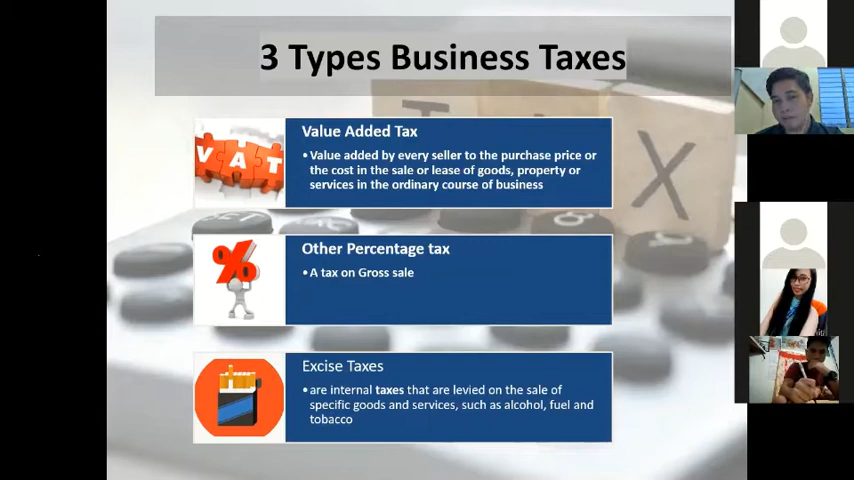 3 Types Business Taxes
VAT
Value Added Tax
•Value added by every seller to the purchase price or
the cost in the sale or lease of goods, property or
services in the ordinary course of business
%
Other Percentage tax
•A tax on Gross sale
Excise Taxes
•are internal taxes that are levied on the sale of
specific goods and services, such as alcohol, fuel and
tobacco
T
X